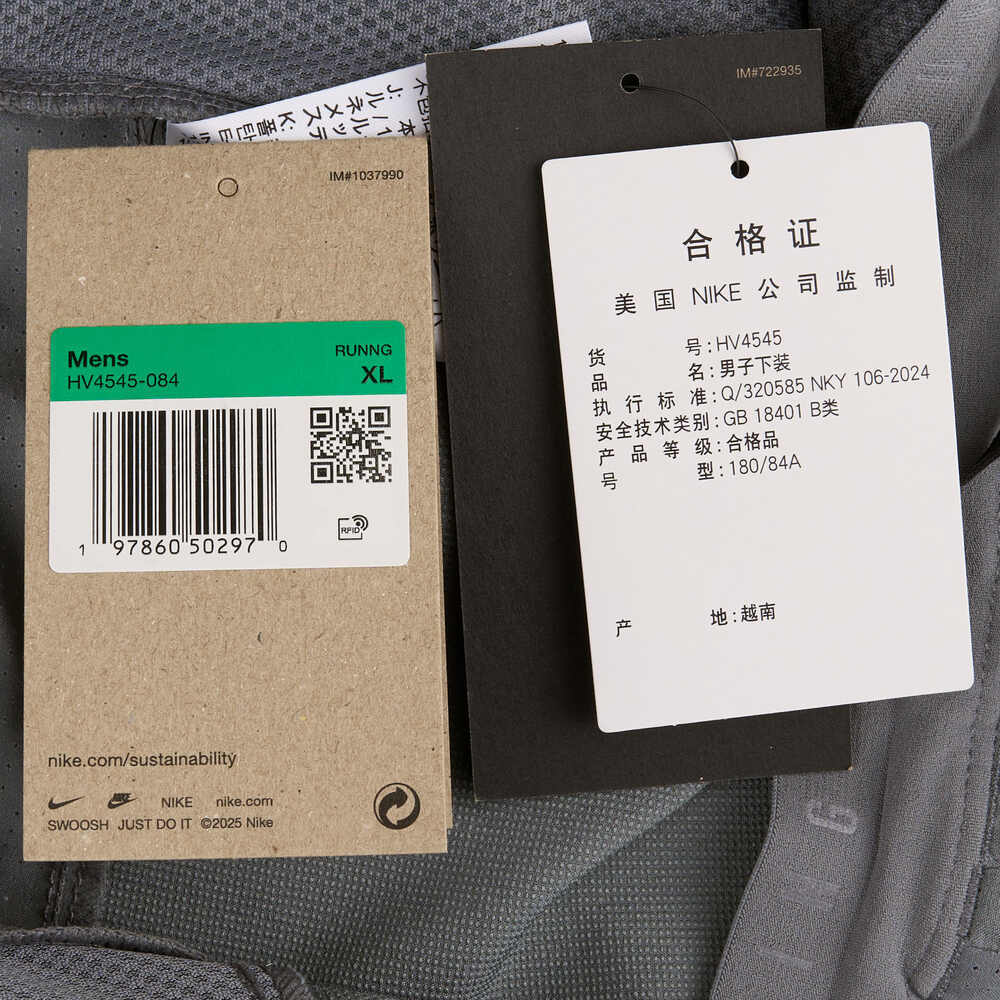 IM#1037990
Mens
RUNNG
HV4545-084
XL
RFID
1 97860 50297 0
nike.com/sustainability
NIKE nike.com
SWOOSH JUST DO IT ©2025 Nike
IM#722935
合格证
美国 NIKE 公司监制
货号:HV4545
品名:男子下装
执行标准:Q/320585 NKY 106-2024
安全技术类别:GB 18401 B类
产品等级:合格品
号型:180/84A
产地:越南